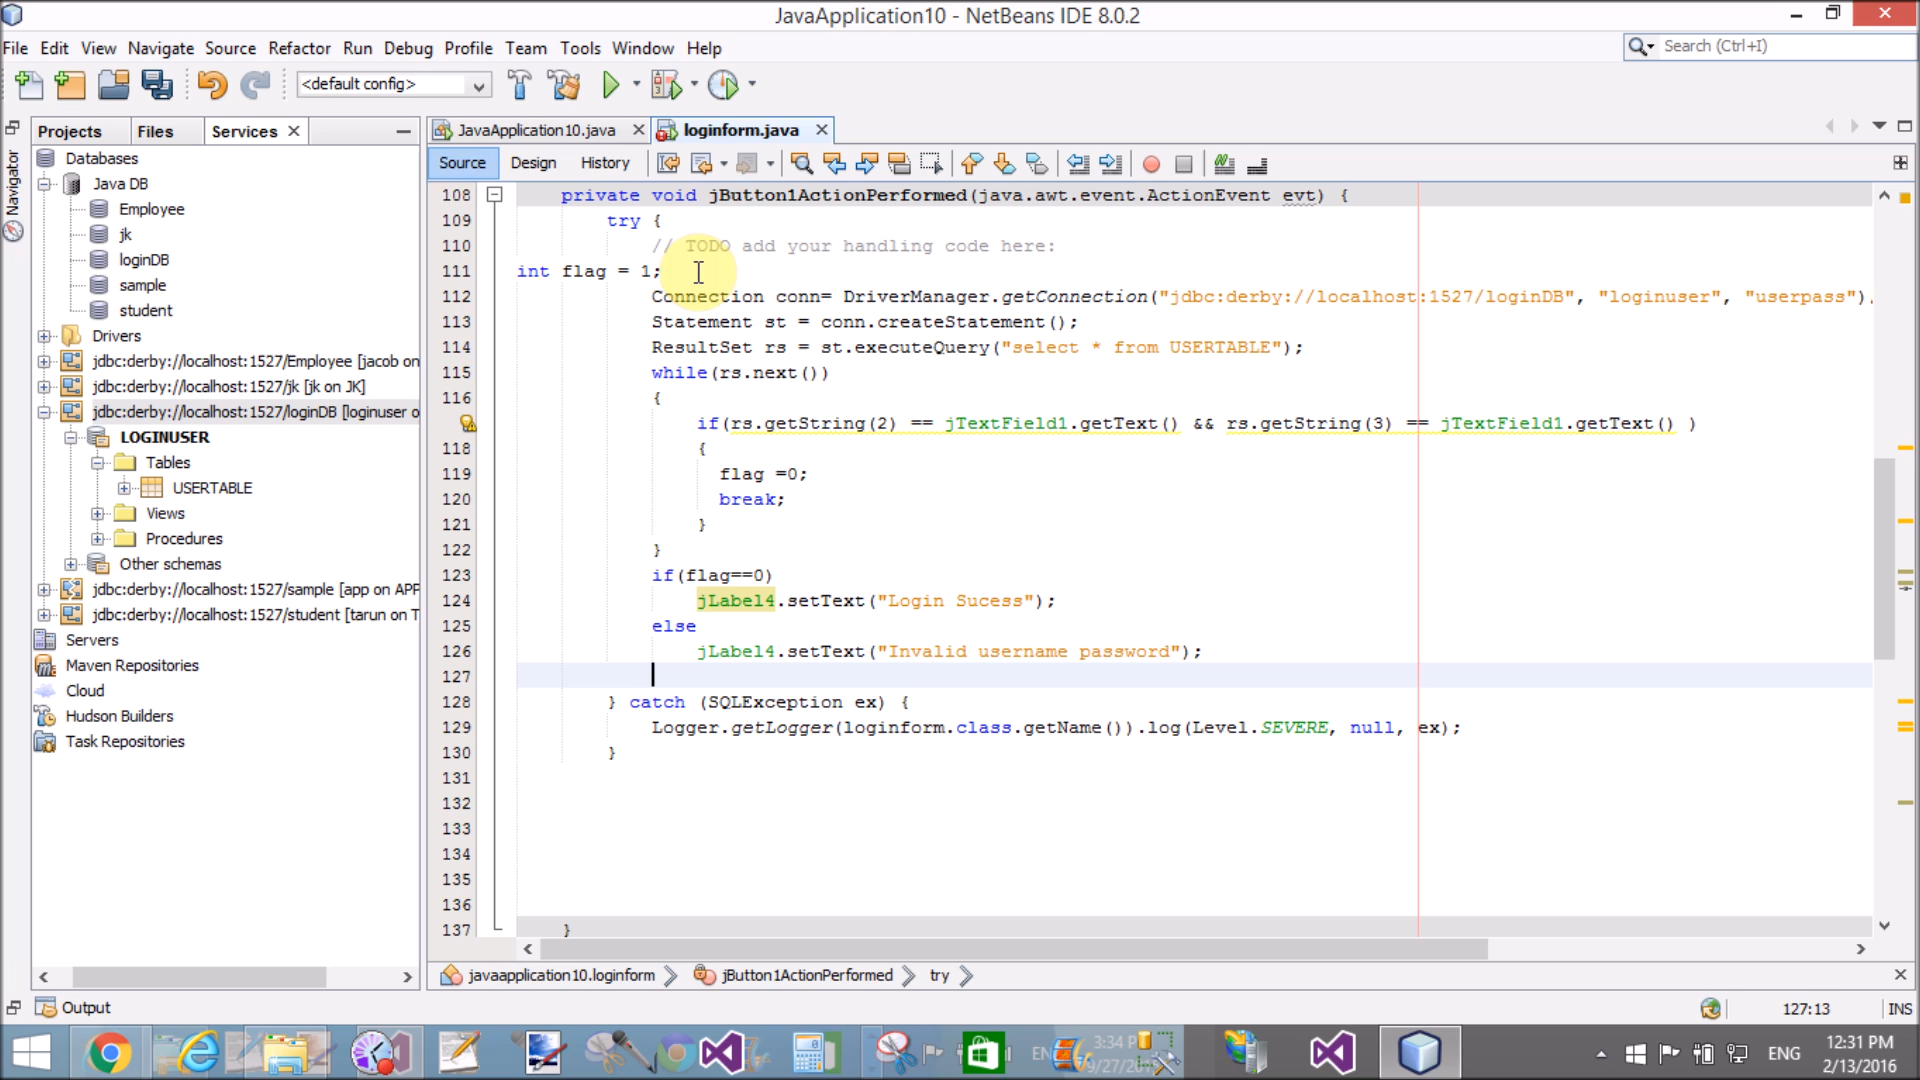 JavaApplication10 - NetBeans IDE 8.0.2
File Edit View Navigate Source Refactor Run Debug Profile Team Tools Window Help
Search (Ctrl+I)
<default config>
Projects Files Services
JavaApplication10.java loginform.java
Source Design History
Navigator
Databases
Java DB
Employee
jk
loginDB
sample
student
Drivers
jdbc:derby://localhost:1527/Employee [jacob on
jdbc:derby://localhost:1527/jk [jk on JK]
jdbc:derby://localhost:1527/loginDB [loginuser o
LOGINUSER
Tables
USERTABLE
Views
Procedures
Other schemas
jdbc:derby://localhost:1527/sample [app on APP
jdbc:derby://localhost:1527/student [tarun on T
Servers
Maven Repositories
Cloud
Hudson Builders
Task Repositories
108 private void jButton1ActionPerformed(java.awt.event.ActionEvent evt) {
109 try {
110 // TODO add your handling code here:
111 int flag = 1;
112 Connection conn= DriverManager.getConnection("jdbc:derby://localhost:1527/loginDB", "loginuser", "userpass")
113 Statement st = conn.createStatement();
114 ResultSet rs = st.executeQuery("select * from USERTABLE");
115 while(rs.next())
116 {
if(rs.getString(2) == jTextField1.getText() && rs.getString(3) == jTextField1.getText() )
118 {
119 flag =0;
120 break;
121 }
122 }
123 if(flag==0)
124 jLabel4.setText("Login Sucess");
125 else
126 jLabel4.setText("Invalid username password");
127
128 } catch (SQLException ex) {
129 Logger.getLogger(loginform.class.getName()).log(Level.SEVERE, null, ex);
130 }
131
132
133
134
135
136
137 }
javaapplication10.loginform jButton1ActionPerformed try
Output
127:13 INS
3:34 P
9/27/20
ENG
12:31 PM
2/13/2016